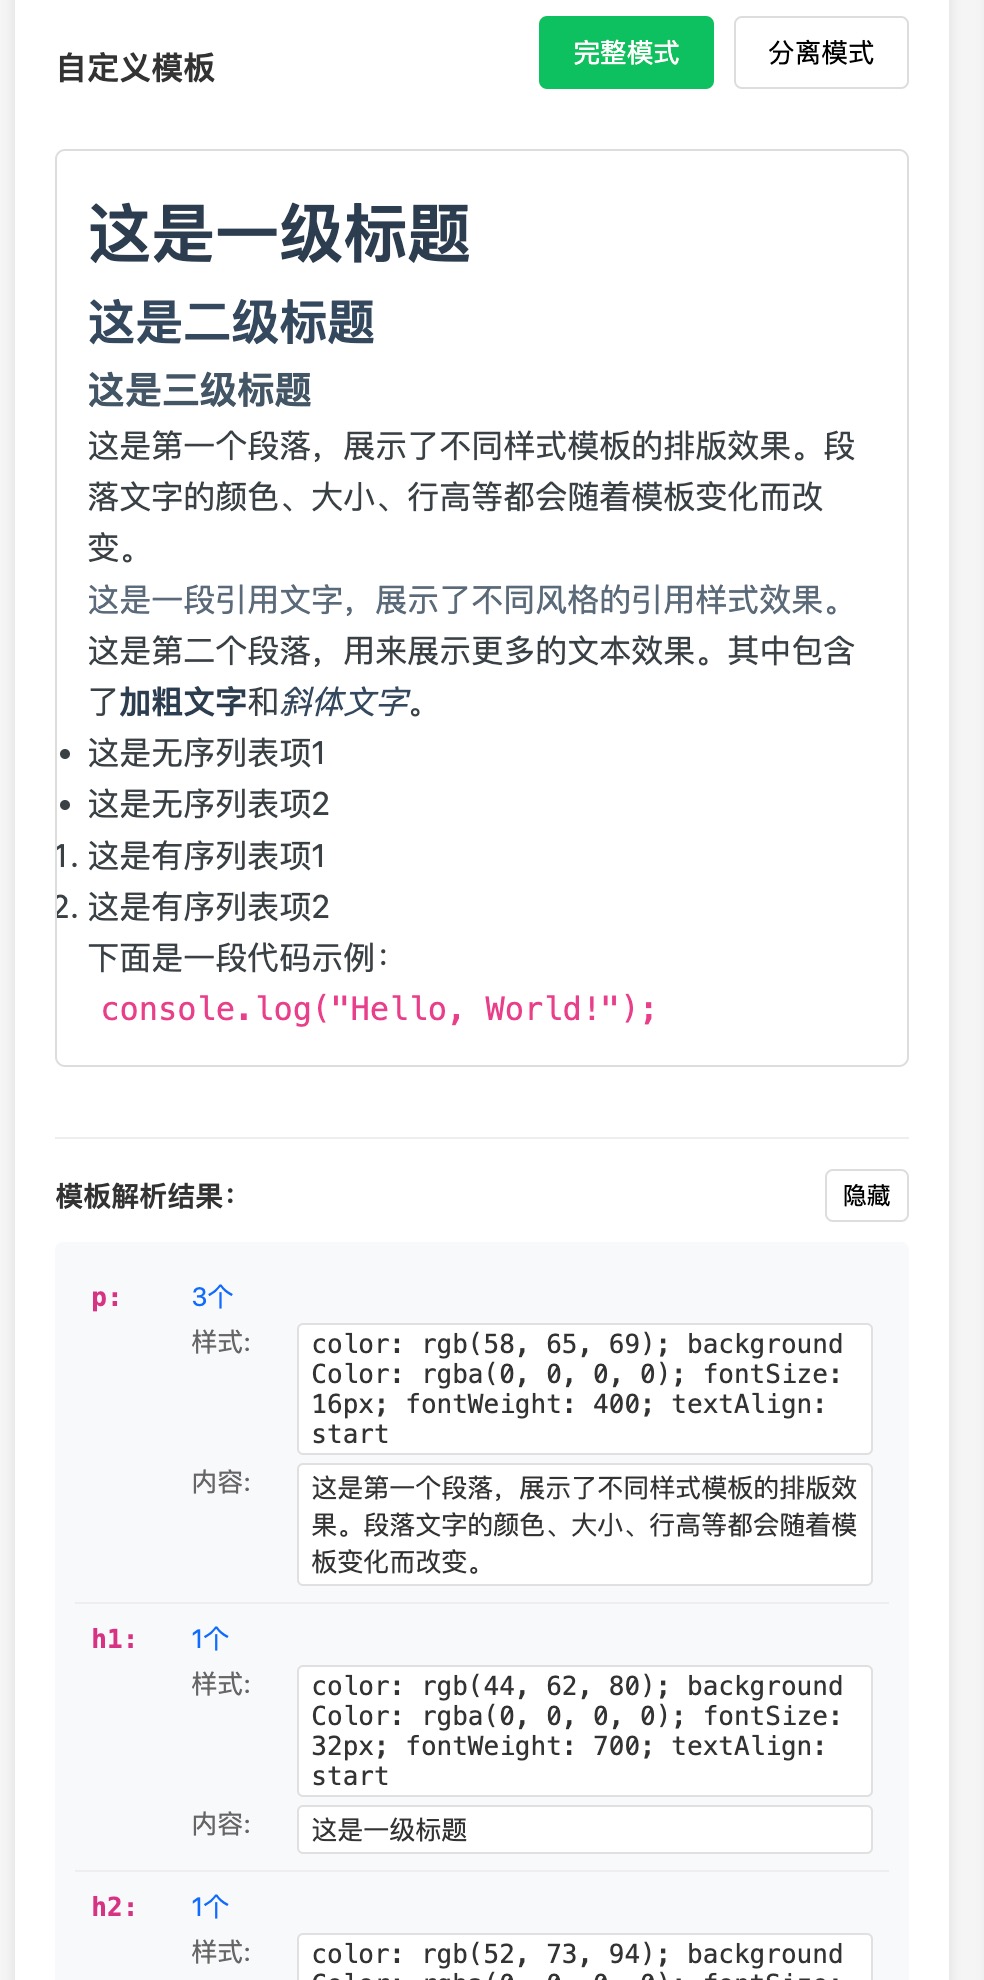 自定义模板
完整模式
分离模式
这是一级标题
这是二级标题
这是三级标题
这是第一个段落，展示了不同样式模板的排版效果。段
落文字的颜色、大小、行高等都会随着模板变化而改
变。
这是一段引用文字，展示了不同风格的引用样式效果。
这是第二个段落，用来展示更多的文本效果。其中包含
了加粗文字和斜体文字。
• 这是无序列表项1
• 这是无序列表项2
1. 这是有序列表项1
2. 这是有序列表项2
下面是一段代码示例：
console.log("Hello, World!");
模板解析结果：
隐藏
p:
3个
样式:
color: rgb(58, 65, 69); background
Color: rgba(0, 0, 0, 0); fontSize:
16px; fontWeight: 400; textAlign:
start
内容:
这是第一个段落，展示了不同样式模板的排版效
果。段落文字的颜色、大小、行高等都会随着模
板变化而改变。
h1:
1个
样式:
color: rgb(44, 62, 80); background
Color: rgba(0, 0, 0, 0); fontSize:
32px; fontWeight: 700; textAlign:
start
内容:
这是一级标题
h2:
1个
样式:
color: rgb(52, 73, 94); background